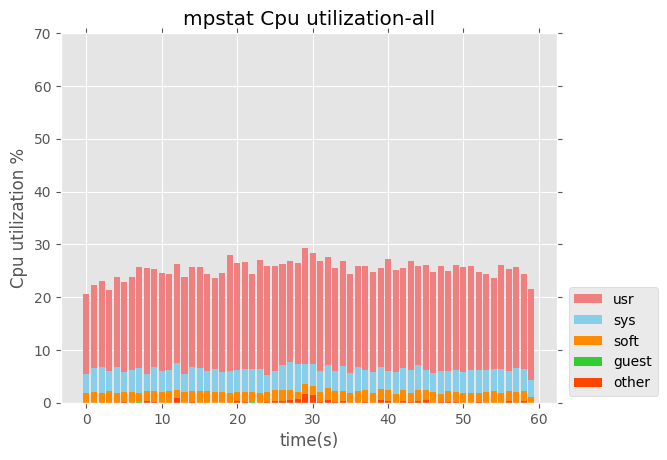 mpstat Cpu utilization-all
70
60
50
40
30
20
10
0
Cpu utilization %
0 10 20 30 40 50 60
time(s)
usr
sys
soft
guest
other